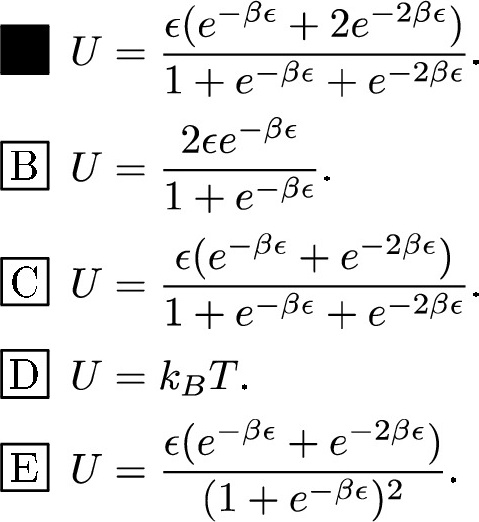 ■ U = \frac{\epsilon(e^{-\beta\epsilon} + 2e^{-2\beta\epsilon})}{1 + e^{-\beta\epsilon} + e^{-2\beta\epsilon}}.
B U = \frac{2\epsilon e^{-\beta\epsilon}}{1 + e^{-\beta\epsilon}}.
C U = \frac{\epsilon(e^{-\beta\epsilon} + e^{-2\beta\epsilon})}{1 + e^{-\beta\epsilon} + e^{-2\beta\epsilon}}.
D U = k_B T.
E U = \frac{\epsilon(e^{-\beta\epsilon} + e^{-2\beta\epsilon})}{(1 + e^{-\beta\epsilon})^2}.